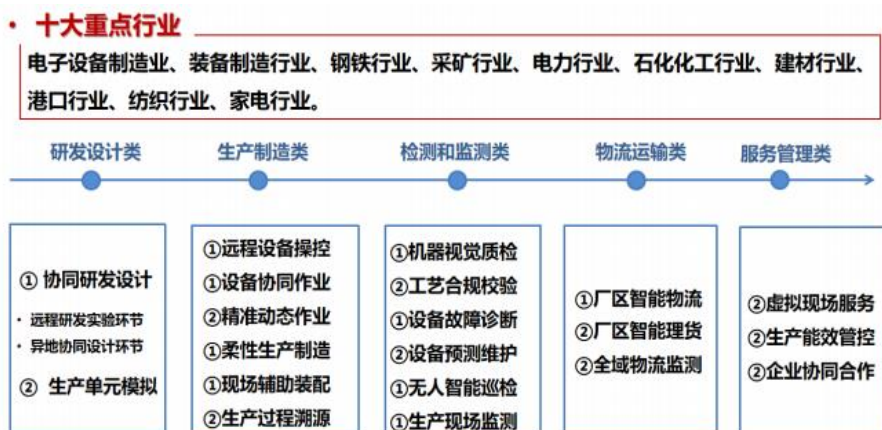 • 十大重点行业
电子设备制造业、装备制造行业、钢铁行业、采矿行业、电力行业、石化化工行业、建材行业、
港口行业、纺织行业、家电行业。
研发设计类
生产制造类
检测和监测类
物流运输类
服务管理类
① 协同研发设计
• 远程研发实验环节
• 异地协同设计环节
② 生产单元模拟
①远程设备操控
①设备协同作业
②精准动态作业
①柔性生产制造
①现场辅助装配
②生产过程溯源
①机器视觉质检
②工艺合规校验
①设备故障诊断
②设备预测维护
①无人智能巡检
①生产现场监测
①厂区智能物流
②厂区智能理货
②全域物流监测
②虚拟现场服务
②生产能效管控
②企业协同合作